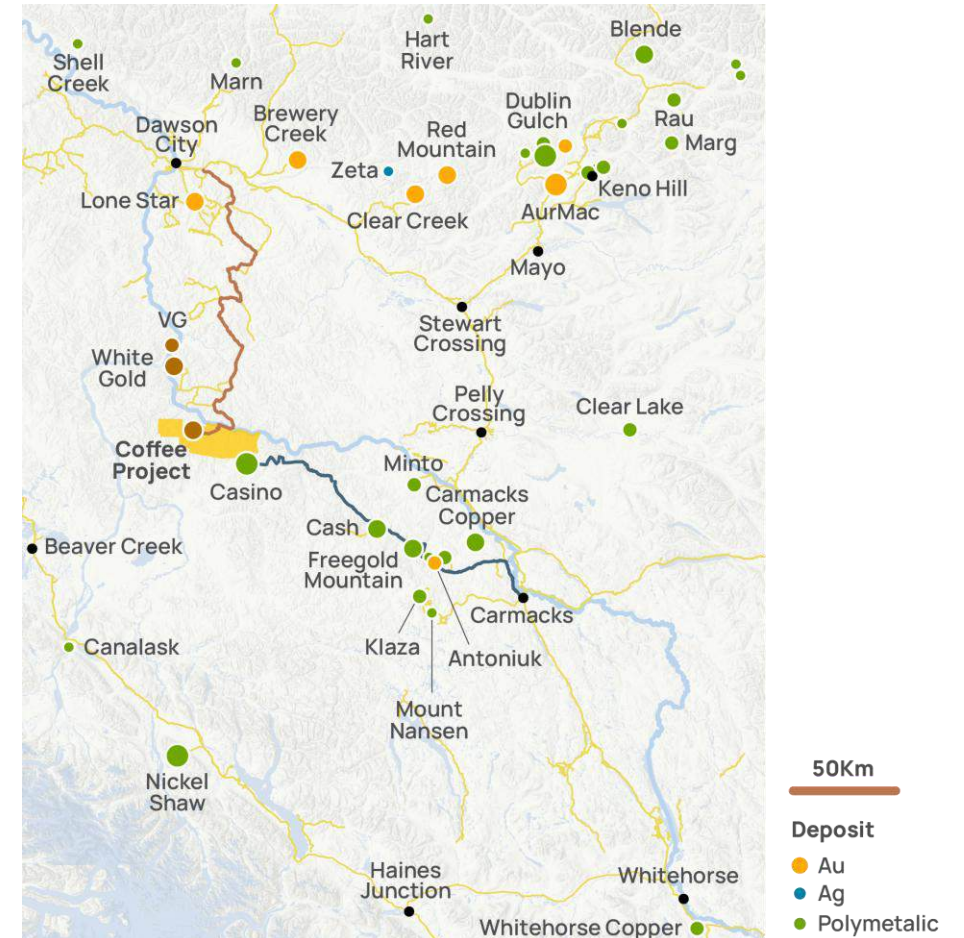 Blende
Hart
River
Shell
Creek
Marn
Brewery
Creek
Dublin
Gulch
Rau
Dawson
City
Red
Mountain
Marg
Zeta
Keno Hill
Lone Star
Clear Creek
AurMac
Mayo
VG
Stewart
Crossing
White
Gold
Pelly
Crossing
Clear Lake
Coffee
Project
Minto
Casino
Carmacks
Copper
Cash
Beaver Creek
Freegold
Mountain
Carmacks
Klaza
Antoniuk
Canalask
Mount
Nansen
Nickel
Shaw
Haines
Junction
Whitehorse
Whitehorse Copper
50Km
Deposit
Au
Ag
Polymetalic